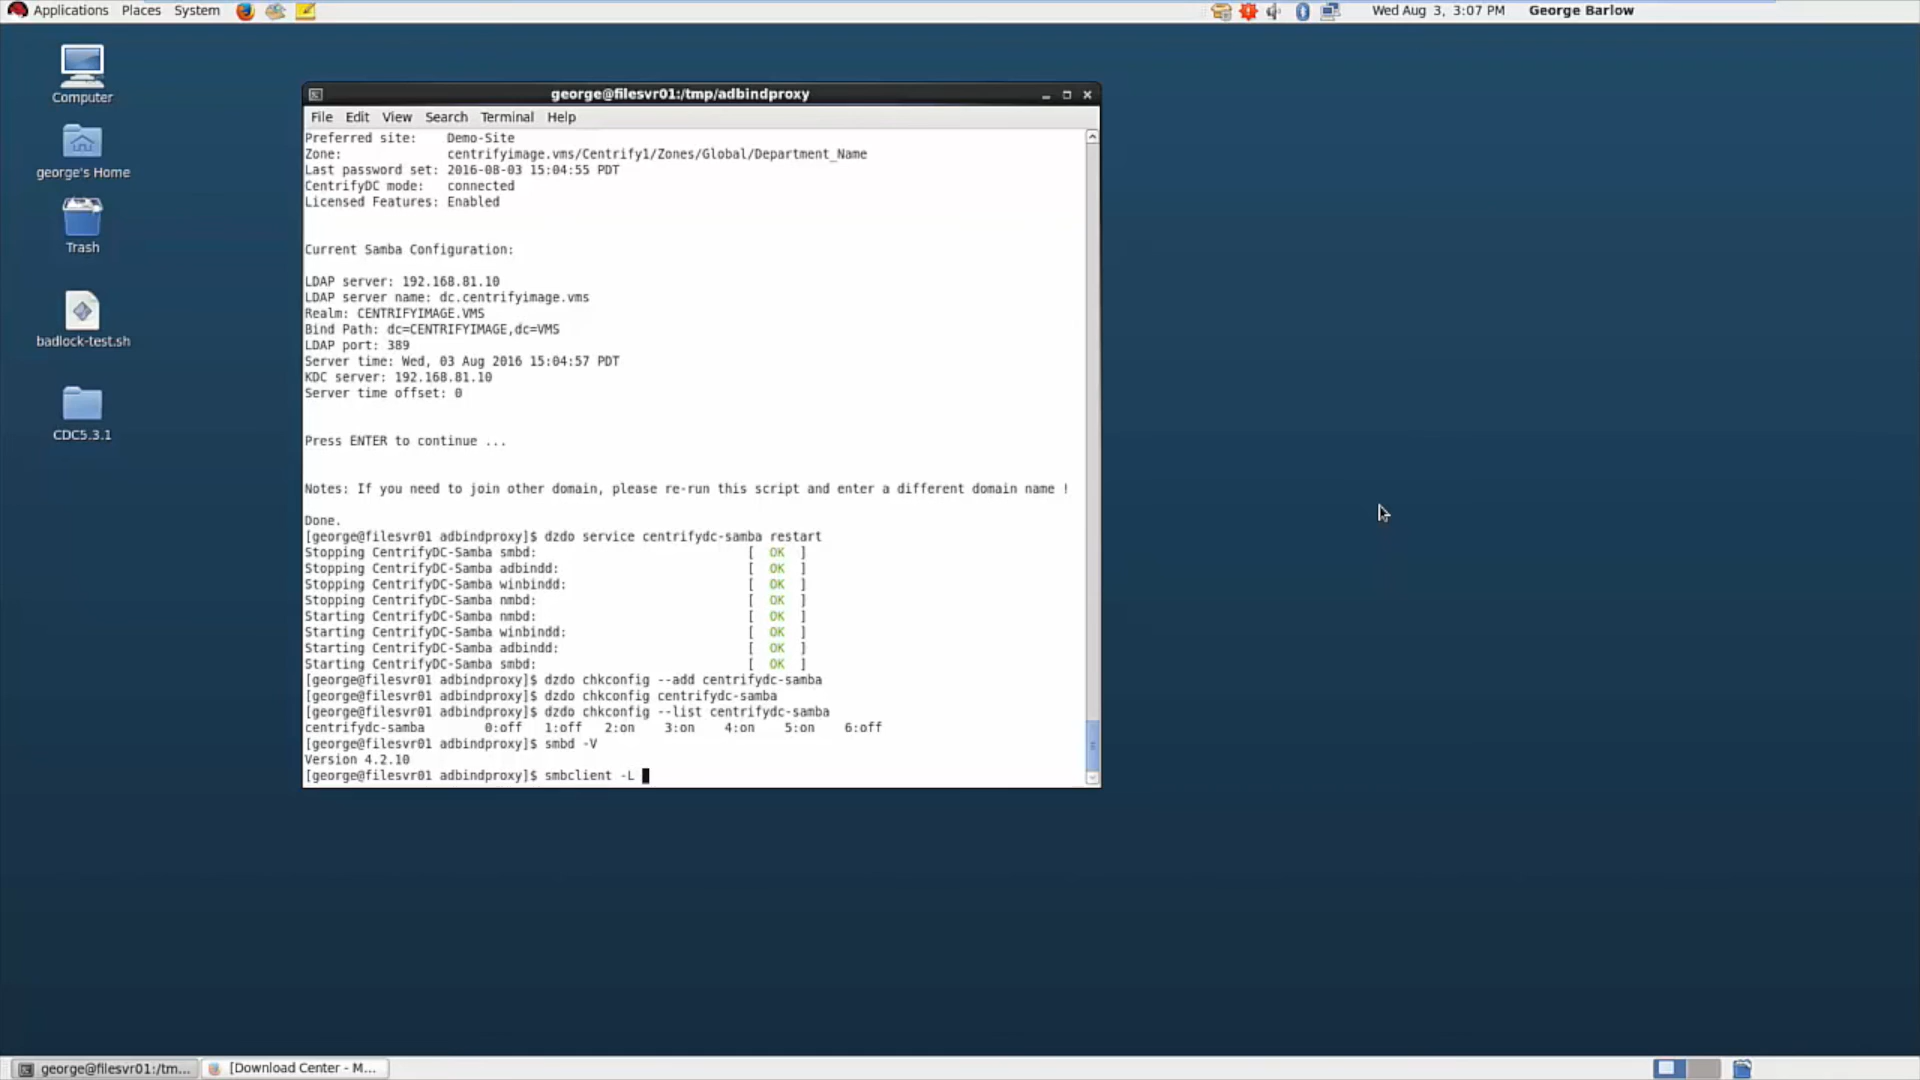 Applications Places System
Wed Aug 3, 3:07 PM George Barlow
Computer
george's Home
Trash
badlock-test.sh
CDC5.3.1
george@filesvr01:/tmp/adbindproxy
File Edit View Search Terminal Help
Preferred site: Demo-Site
Zone: centrifyimage.vms/Centrify1/Zones/Global/Department_Name
Last password set: 2016-08-03 15:04:55 PDT
CentrifyDC mode: connected
Licensed Features: Enabled
Current Samba Configuration:
LDAP server: 192.168.81.10
LDAP server name: dc.centrifyimage.vms
Realm: CENTRIFYIMAGE.VMS
Bind Path: dc=CENTRIFYIMAGE,dc=VMS
LDAP port: 389
Server time: Wed, 03 Aug 2016 15:04:57 PDT
KDC server: 192.168.81.10
Server time offset: 0
Press ENTER to continue ...
Notes: If you need to join other domain, please re-run this script and enter a different domain name !
Done.
[george@filesvr01 adbindproxy]$ dzdo service centrifydc-samba restart
Stopping CentrifyDC-Samba smbd: [ OK ]
Stopping CentrifyDC-Samba adbindd: [ OK ]
Stopping CentrifyDC-Samba winbindd: [ OK ]
Stopping CentrifyDC-Samba nmbd: [ OK ]
Starting CentrifyDC-Samba nmbd: [ OK ]
Starting CentrifyDC-Samba winbindd: [ OK ]
Starting CentrifyDC-Samba adbindd: [ OK ]
Starting CentrifyDC-Samba smbd: [ OK ]
[george@filesvr01 adbindproxy]$ dzdo chkconfig --add centrifydc-samba
[george@filesvr01 adbindproxy]$ dzdo chkconfig centrifydc-samba
[george@filesvr01 adbindproxy]$ dzdo chkconfig --list centrifydc-samba
centrifydc-samba 0:off 1:off 2:on 3:on 4:on 5:on 6:off
[george@filesvr01 adbindproxy]$ smbd -V
Version 4.2.10
[george@filesvr01 adbindproxy]$ smbclient -L
george@filesvr01:/tm... [Download Center - M...